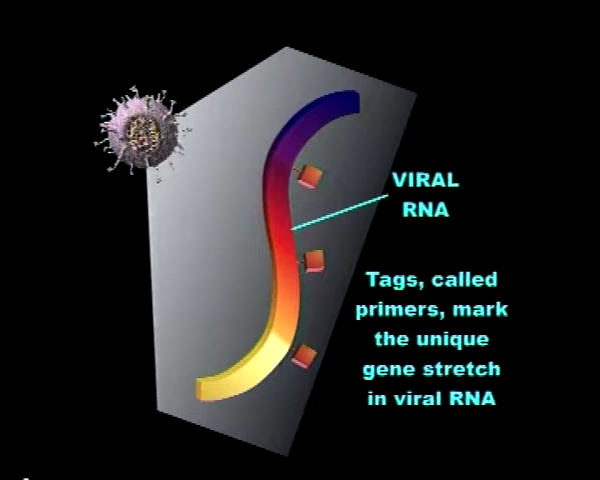 VIRAL
RNA
Tags, called
primers, mark
the unique
gene stretch
in viral RNA